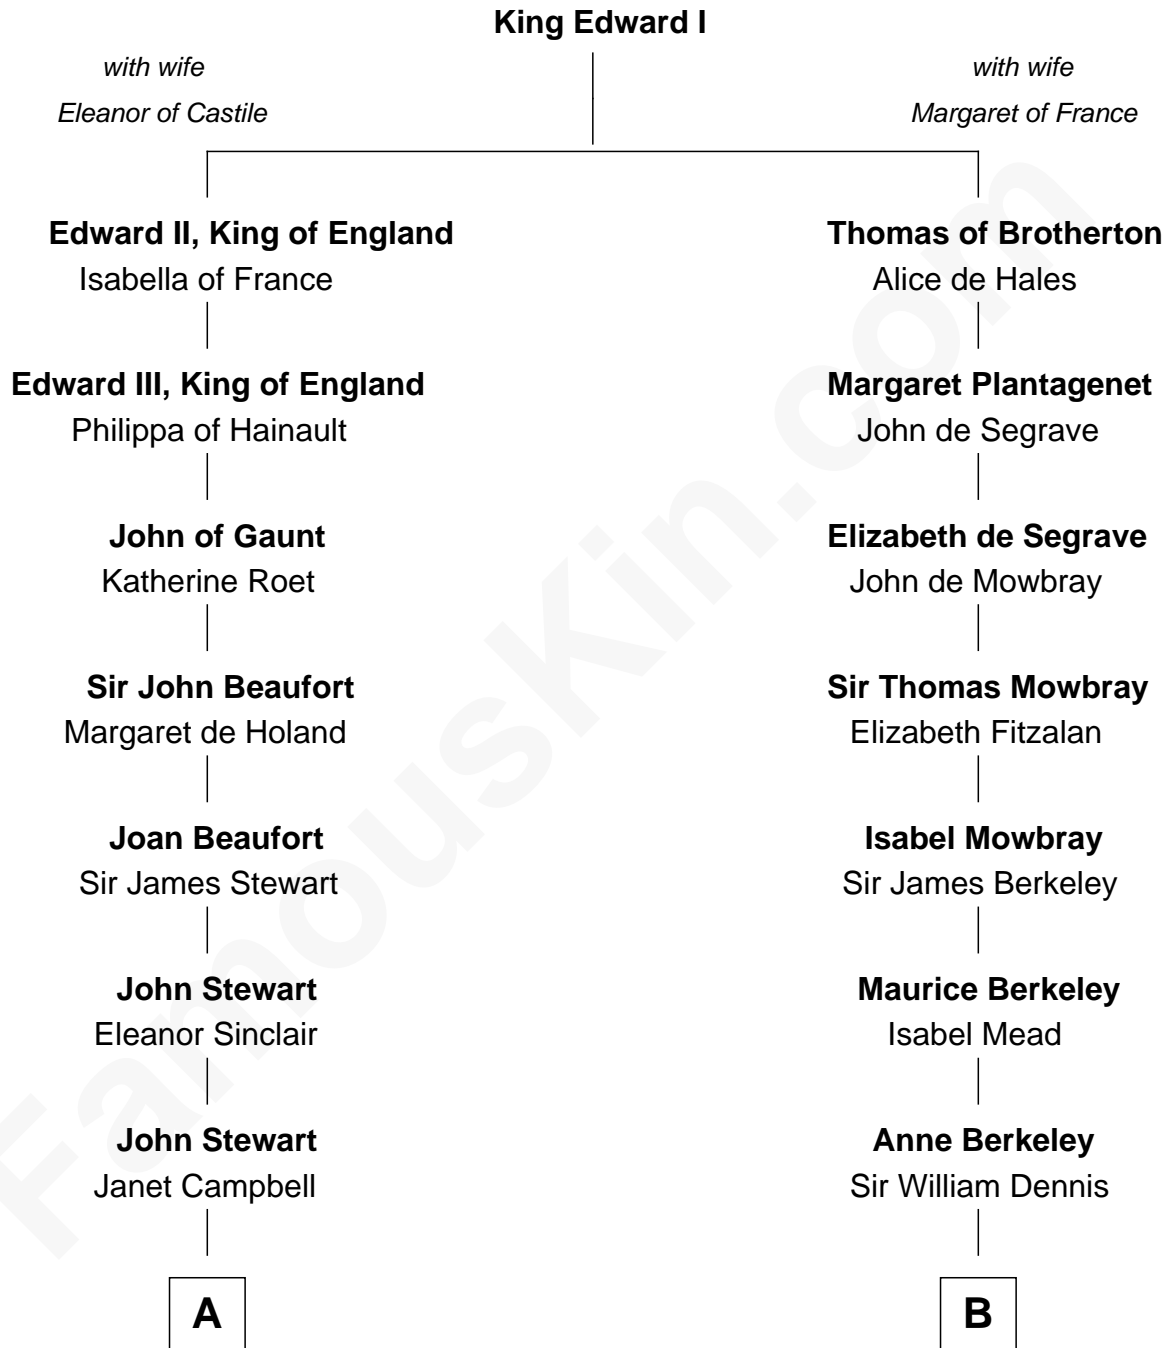 King Edward I
with wife
Eleanor of Castile
with wife
Margaret of France
Edward II, King of England
Isabella of France
Thomas of Brotherton
Alice de Hales
Edward III, King of England
Philippa of Hainault
Margaret Plantagenet
John de Segrave
John of Gaunt
Katherine Roet
Elizabeth de Segrave
John de Mowbray
Sir John Beaufort
Margaret de Holand
Sir Thomas Mowbray
Elizabeth Fitzalan
Joan Beaufort
Sir James Stewart
Isabel Mowbray
Sir James Berkeley
John Stewart
Eleanor Sinclair
Maurice Berkeley
Isabel Mead
John Stewart
Janet Campbell
Anne Berkeley
Sir William Dennis
A
B
FamousKin.com